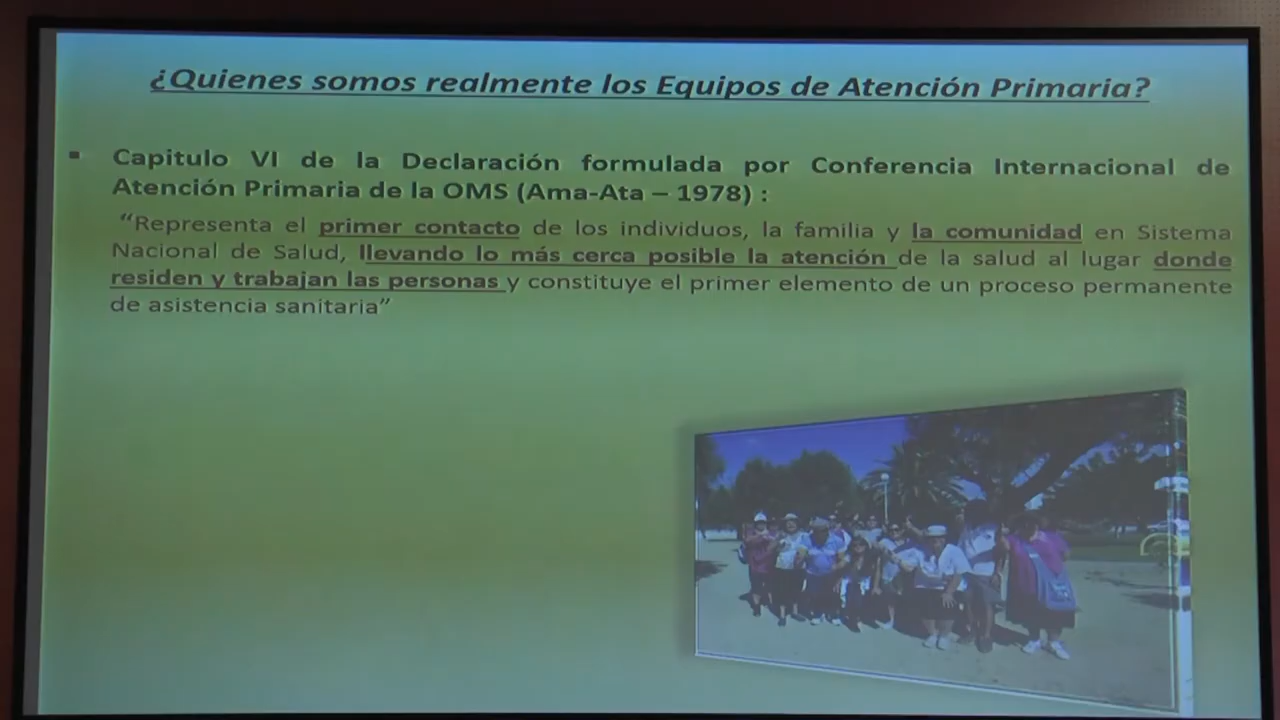 ¿Quienes somos realmente los Equipos de Atención Primaria?
▪ Capitulo VI de la Declaración formulada por Conferencia Internacional de
Atención Primaria de la OMS (Ama-Ata – 1978) :
“Representa el primer contacto de los individuos, la familia y la comunidad en Sistema
Nacional de Salud, llevando lo más cerca posible la atención de la salud al lugar donde
residen y trabajan las personas y constituye el primer elemento de un proceso permanente
de asistencia sanitaria”